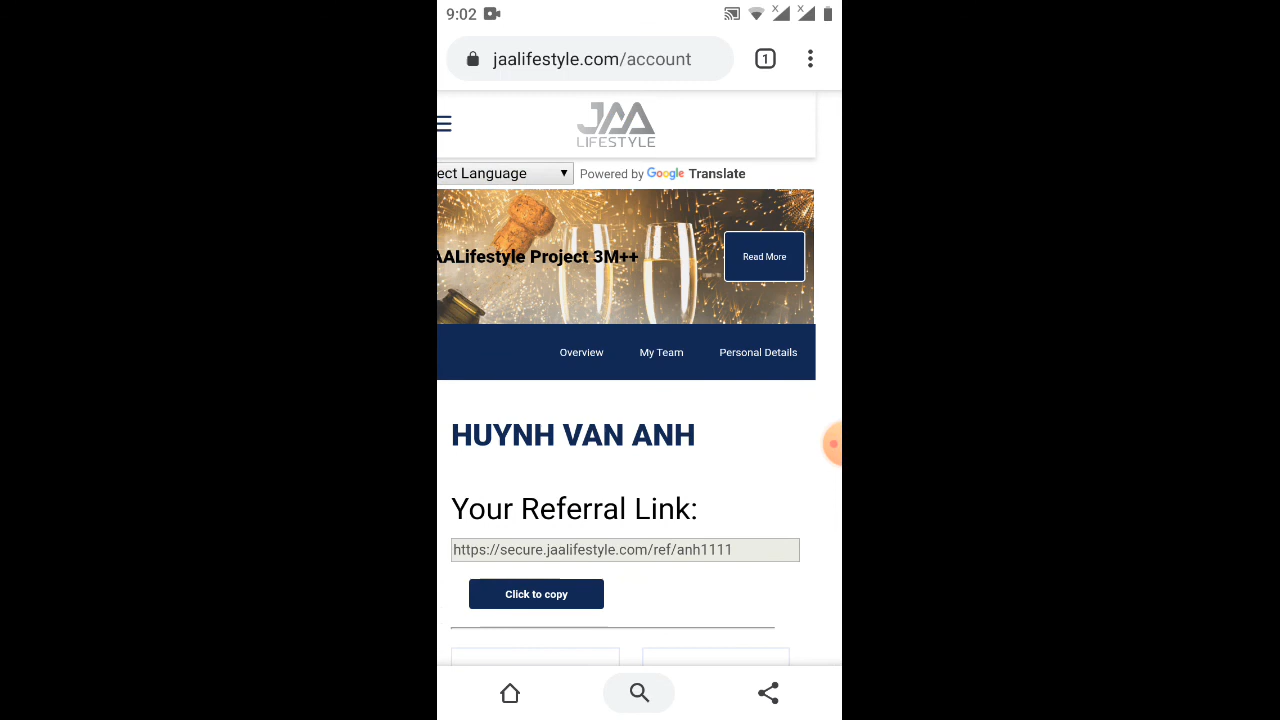 9:02
jaalifestyle.com/account
1
JAA
LIFESTYLE
ect Language
Powered by Google Translate
AALifestyle Project 3M++
Read More
Overview
My Team
Personal Details
HUYNH VAN ANH
Your Referral Link:
https://secure.jaalifestyle.com/ref/anh1111
Click to copy